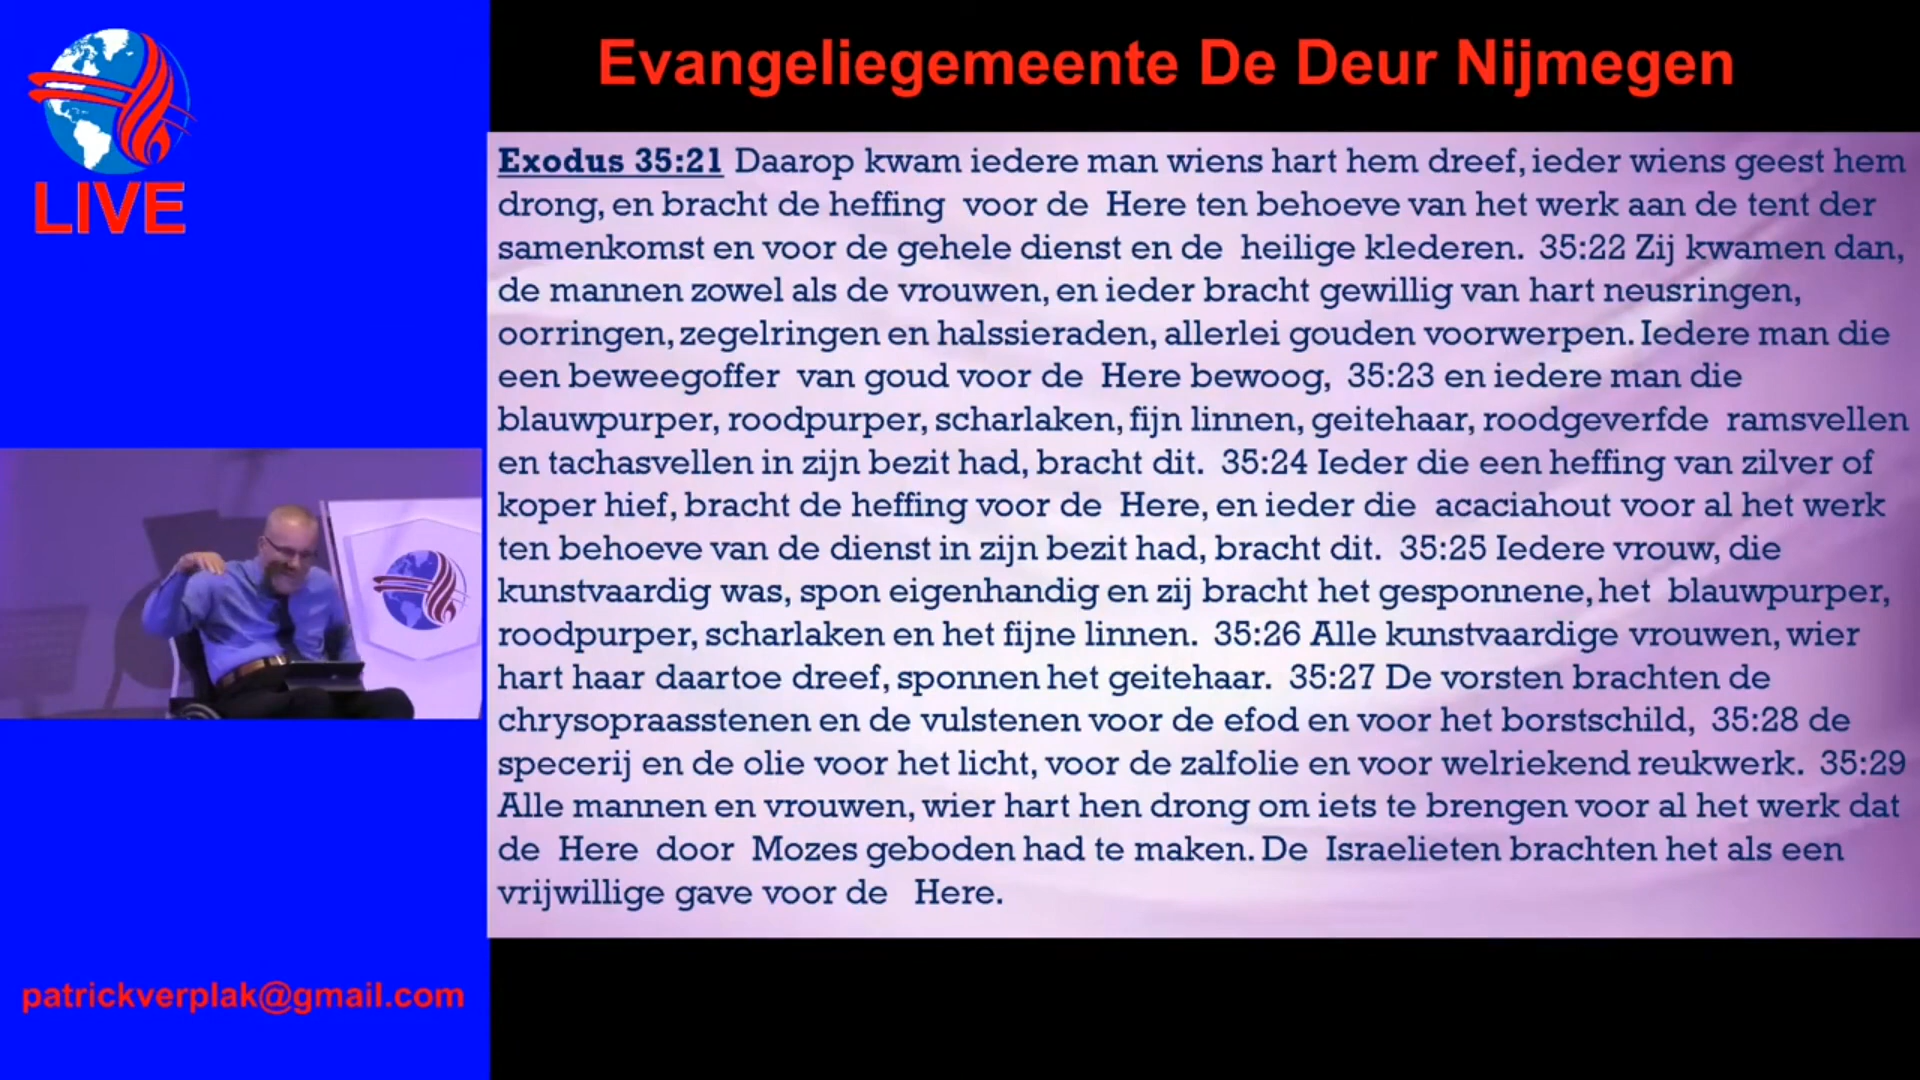 LIVE
Evangeliegemeente De Deur Nijmegen
Exodus 35:21 Daarop kwam iedere man wiens hart hem dreef, ieder wiens geest hem
drong, en bracht de heffing voor de Here ten behoeve van het werk aan de tent der
samenkomst en voor de gehele dienst en de heilige klederen. 35:22 Zij kwamen dan,
de mannen zowel als de vrouwen, en ieder bracht gewillig van hart neusringen,
oorringen, zegelringen en halssieraden, allerlei gouden voorwerpen. Iedere man die
een beweegoffer van goud voor de Here bewoog, 35:23 en iedere man die
blauwpurper, roodpurper, scharlaken, fijn linnen, geitehaar, roodgeverfde ramsvellen
en tachasvellen in zijn bezit had, bracht dit. 35:24 Ieder die een heffing van zilver of
koper hief, bracht de heffing voor de Here, en ieder die acaciahout voor al het werk
ten behoeve van de dienst in zijn bezit had, bracht dit. 35:25 Iedere vrouw, die
kunstvaardig was, spon eigenhandig en zij bracht het gesponnene, het blauwpurper,
roodpurper, scharlaken en het fijne linnen. 35:26 Alle kunstvaardige vrouwen, wier
hart haar daartoe dreef, sponnen het geitehaar. 35:27 De vorsten brachten de
chrysopraasstenen en de vulstenen voor de efod en voor het borstschild, 35:28 de
specerij en de olie voor het licht, voor de zalfolie en voor welriekend reukwerk. 35:29
Alle mannen en vrouwen, wier hart hen drong om iets te brengen voor al het werk dat
de Here door Mozes geboden had te maken. De Israelieten brachten het als een
vrijwillige gave voor de Here.
patrickverplak@gmail.com